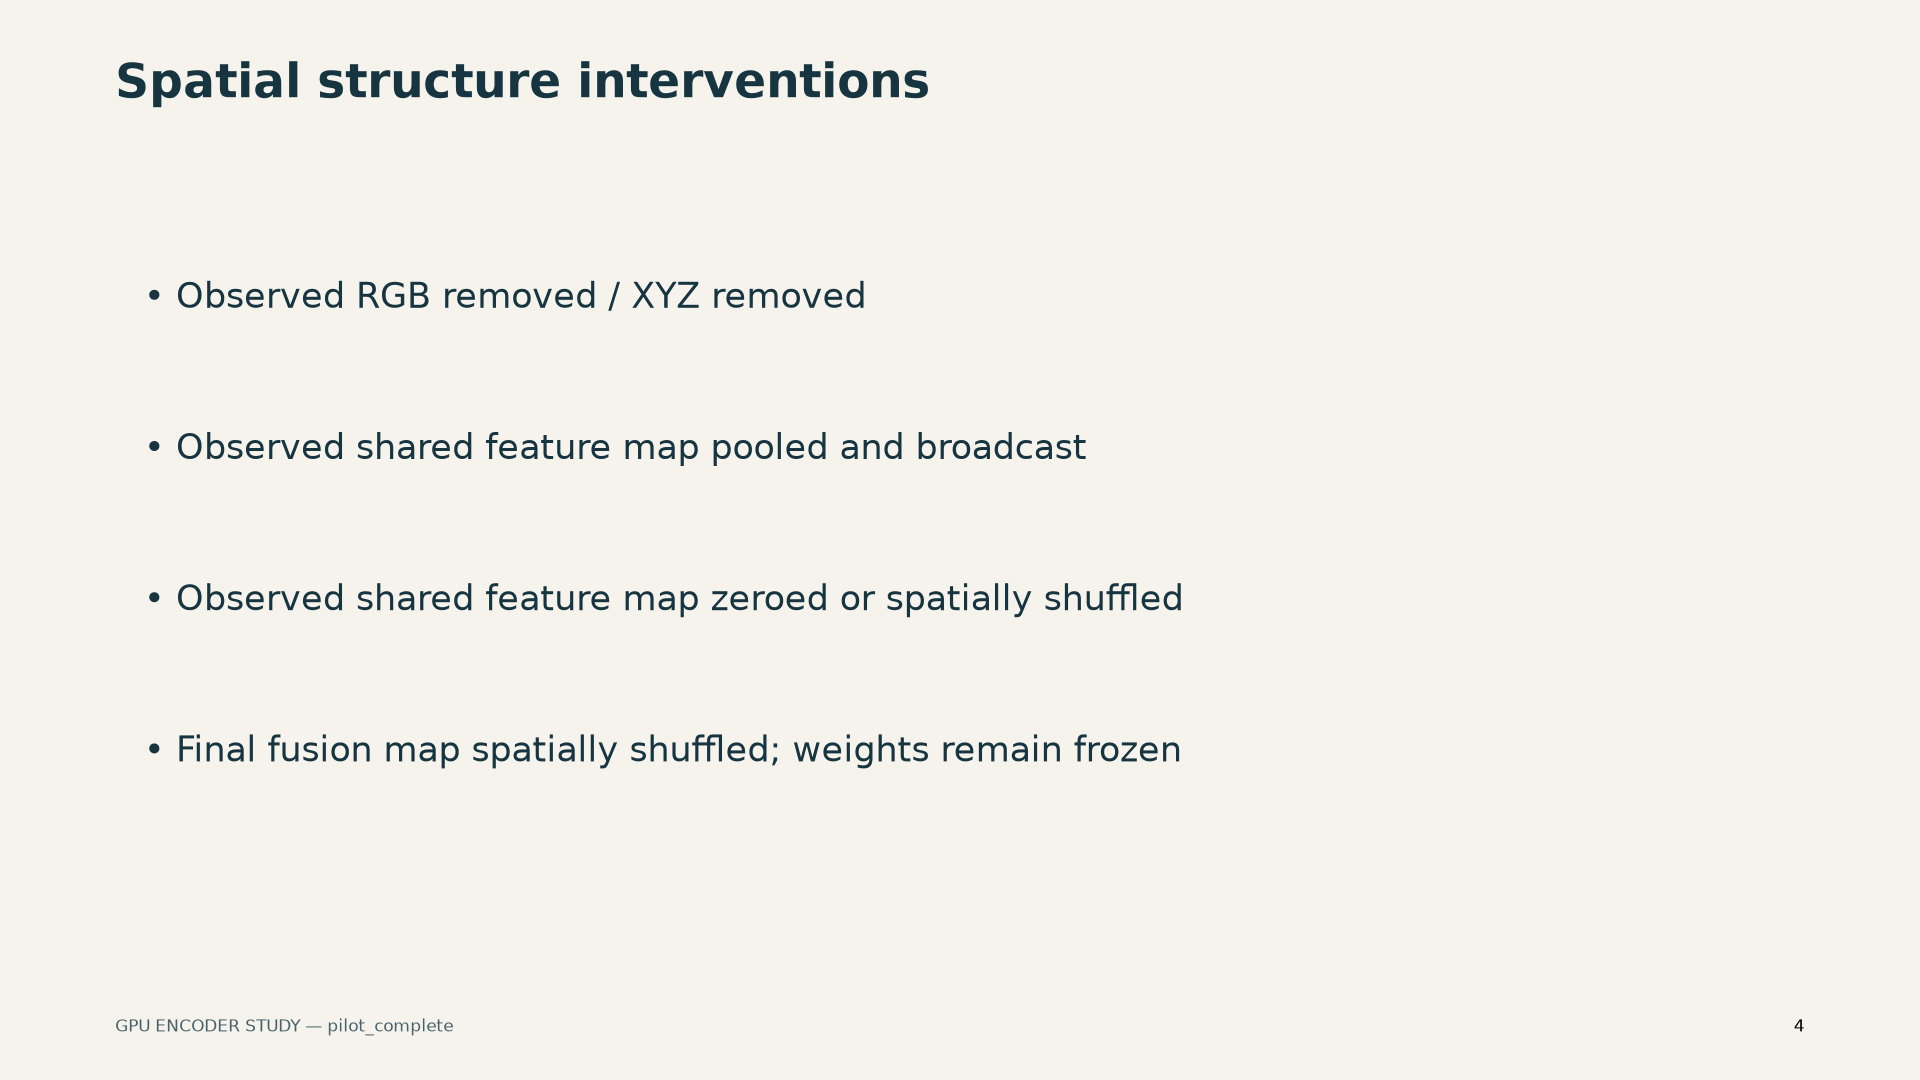 Spatial structure interventions
• Observed RGB removed / XYZ removed
• Observed shared feature map pooled and broadcast
• Observed shared feature map zeroed or spatially shuffled
• Final fusion map spatially shuffled; weights remain frozen
GPU ENCODER STUDY — pilot_complete
4